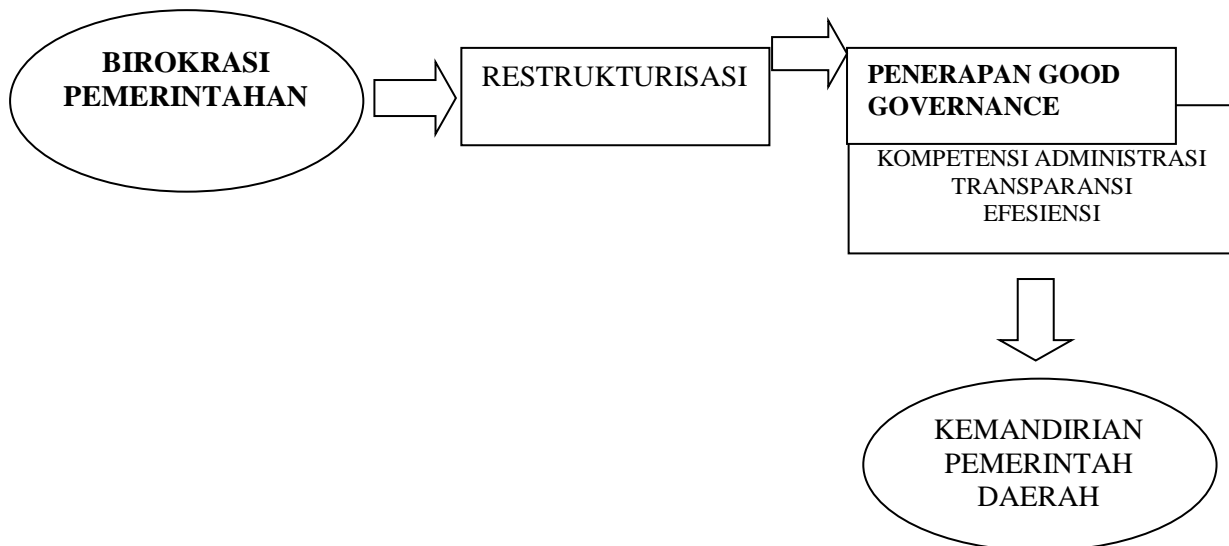 BIROKRASI
PEMERINTAHAN
RESTRUKTURISASI
PENERAPAN GOOD
GOVERNANCE
KOMPETENSI ADMINISTRASI
TRANSPARANSI
EFESIENSI
KEMANDIRIAN
PEMERINTAH
DAERAH